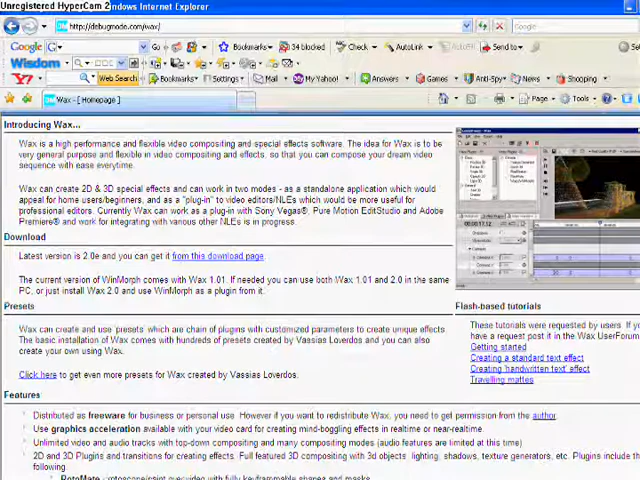 Unregistered HyperCam 2
ndows Internet Explorer
http://debugmode.com/wax/
Google
Google
Go
Bookmarks
34 blocked
Check
AutoLink
AutoFill
Send to
Wisdom
Y!
Web Search
Bookmarks
Settings
Mail
My Yahoo!
Answers
Games
Anti-Spy
News
Shopping
Wax - [ Homepage ]
Page
Tools
Introducing Wax...
Wax is a high performance and flexible video compositing and special effects software. The idea for Wax is to be
very general purpose and flexible in video compositing and effects, so that you can compose your dream video
sequence with ease everytime.
Wax can create 2D & 3D special effects and can work in two modes - as a standalone application which would
appeal for home users/beginners, and as a "plug-in" to video editors/NLEs which would be more useful for
professional editors. Currently Wax can work as a plug-in with Sony Vegas®, Pure Motion EditStudio and Adobe
Premiere® and work for integrating with various other NLEs is in progress.
Download
Latest version is 2.0e and you can get it from this download page.
The current version of WinMorph comes with Wax 1.01. If needed you can use both Wax 1.01 and 2.0 in the same
PC, or just install Wax 2.0 and use WinMorph as a plugin from it.
Presets
Wax can create and use 'presets' which are chain of plugins with customized parameters to create unique effects.
The basic installation of Wax comes with hundreds of presets created by Vassias Loverdos and you can also
create your own using Wax.
Click here to get even more presets for Wax created by Vassias Loverdos.
Features
Distributed as freeware for business or personal use. However if you want to redistribute Wax, you need to get permission from the author.
Use graphics acceleration available with your video card for creating mind-boggling effects in realtime or near-realtime.
Unlimited video and audio tracks with top-down compositing and many compositing modes (audio features are limited at this time)
2D and 3D Plugins and transitions for creating effects. Full featured 3D compositing with 3d objects, lighting, shadows, texture generators, etc. Plugins include the
following.
RotoMate - rotoscope/paint over video with fully keyframable shapes and masks.
Flash-based tutorials
These tutorials were requested by users. If yo
have a request post it in the Wax UserForum.
Getting started
Creating a standard text effect
Creating 'handwritten text' effect
Travelling mattes